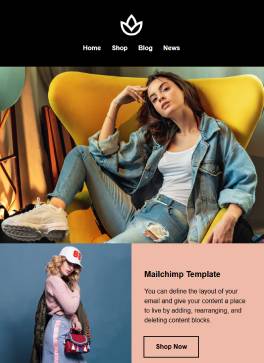 Home Shop Blog News
Mailchimp Template
You can define the layout of your
email and give your content a place
to live by adding, rearranging, and
deleting content blocks.
Shop Now